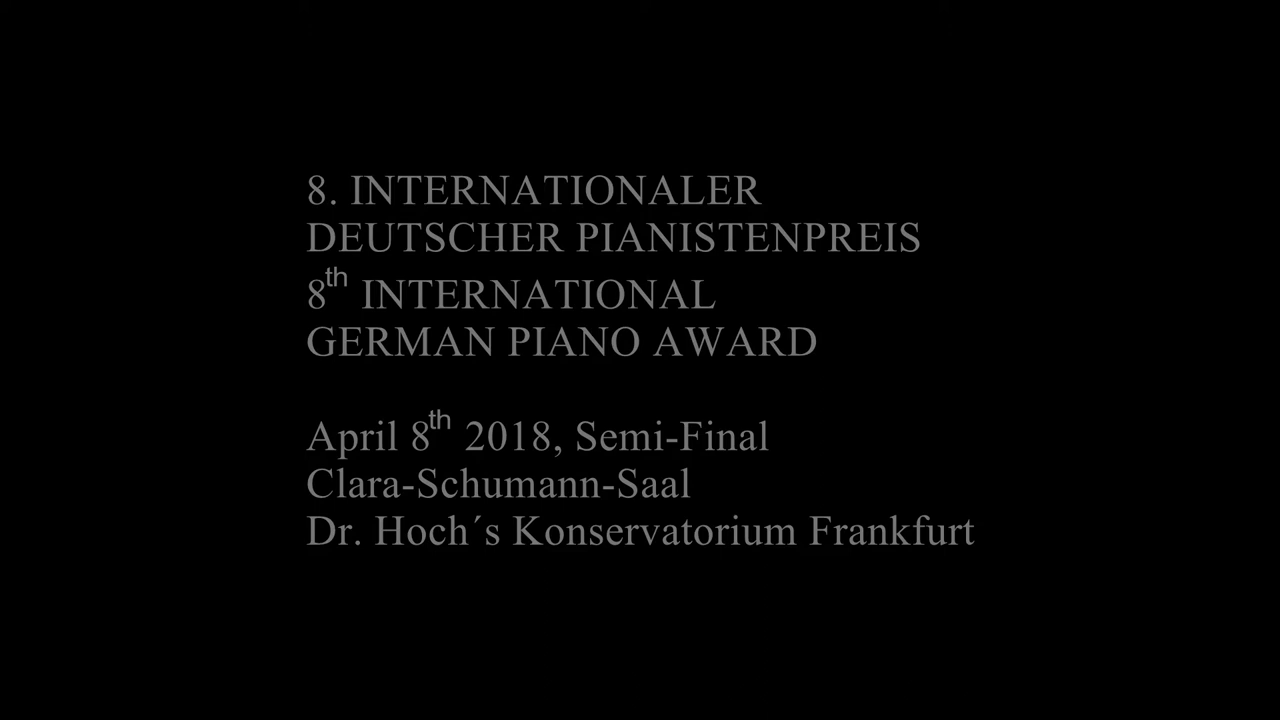 8. INTERNATIONALER
DEUTSCHER PIANISTENPREIS
8th INTERNATIONAL
GERMAN PIANO AWARD
April 8th 2018, Semi-Final
Clara-Schumann-Saal
Dr. Hoch´s Konservatorium Frankfurt